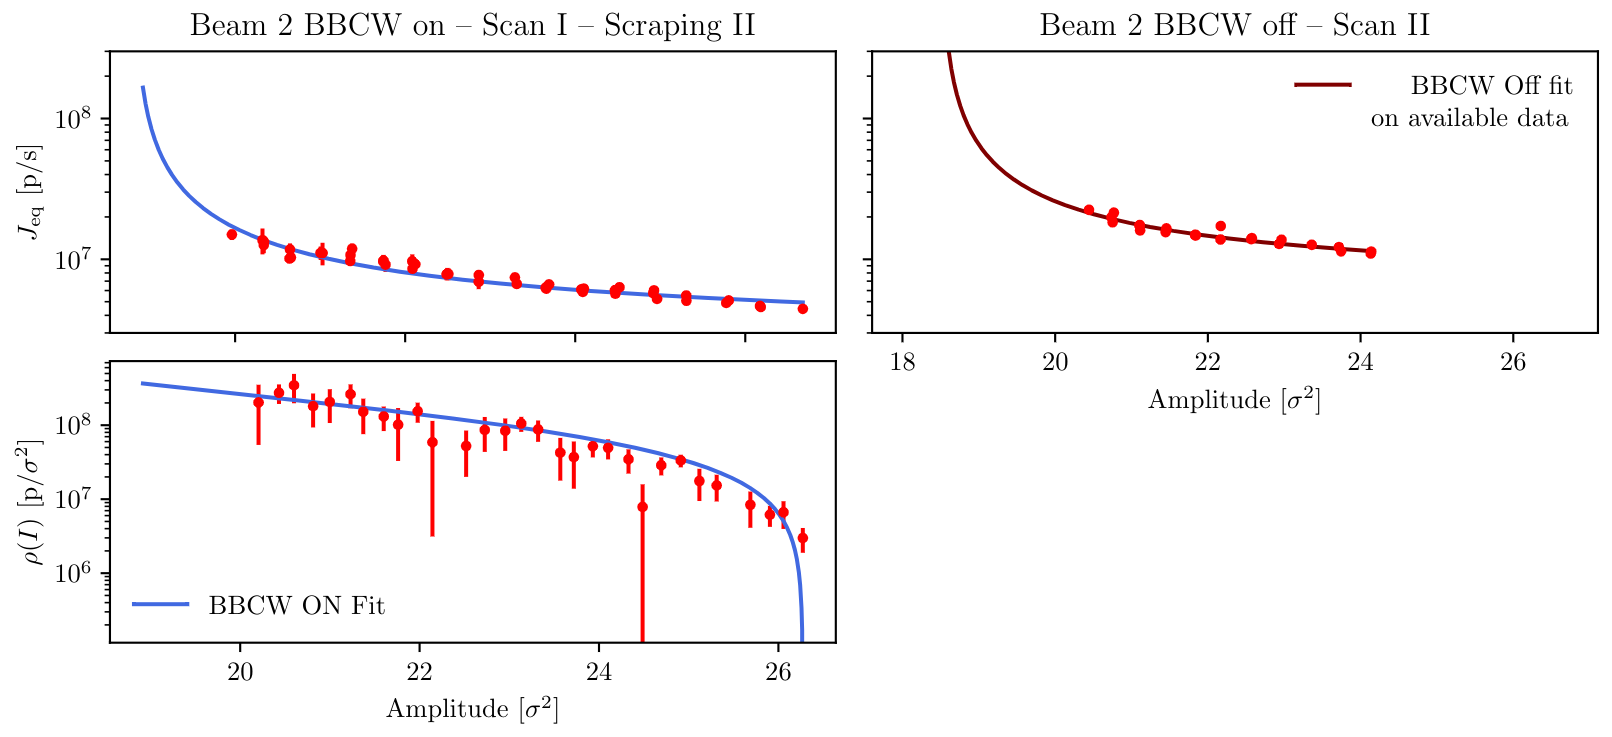 Beam 2 BBCW on – Scan I – Scraping II
J_eq [p/s]
10^8
10^7
Beam 2 BBCW off – Scan II
BBCW Off fit
on available data
18 20 22 24 26
Amplitude [σ^2]
ρ(I) [p/σ^2]
10^8
10^7
10^6
BBCW ON Fit
20 22 24 26
Amplitude [σ^2]